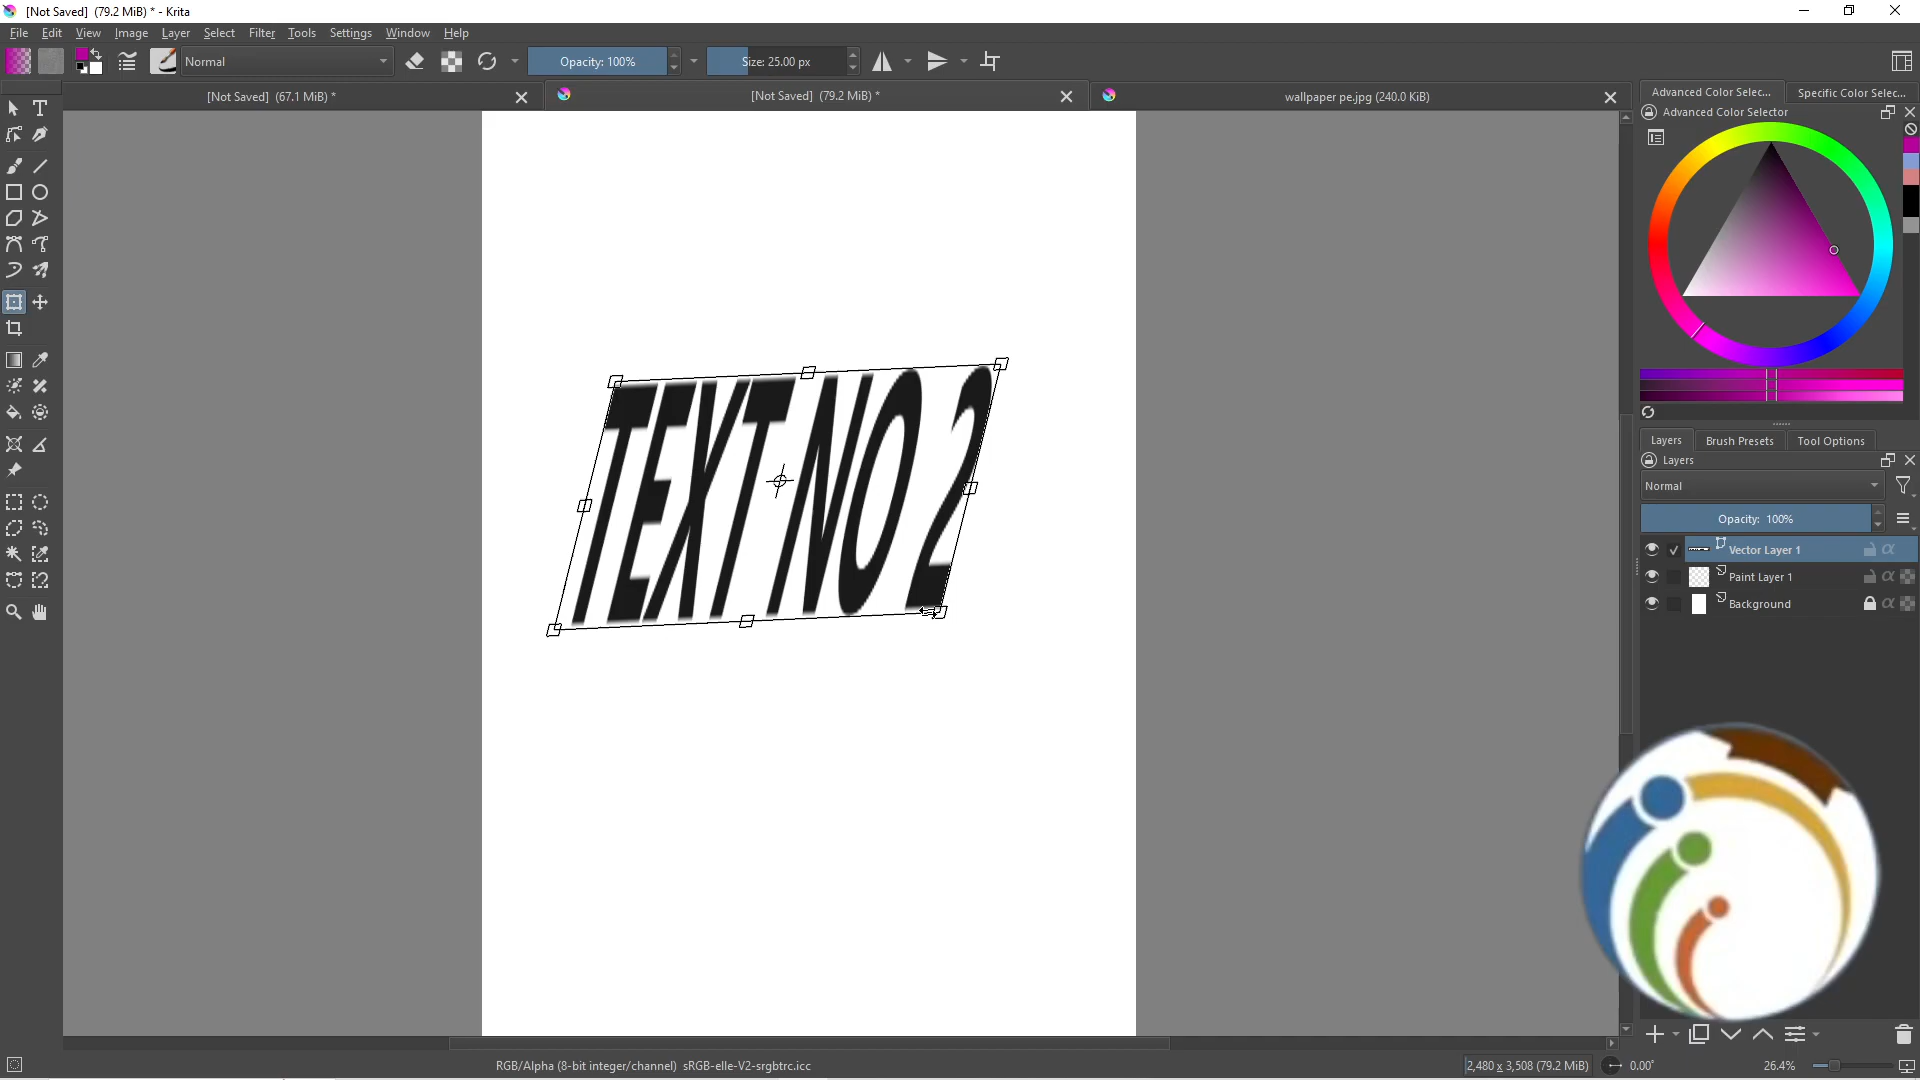 [Not Saved] (79.2 MiB) * - Krita
File Edit View Image Layer Select Filter Tools Settings Window Help
Normal Opacity: 100% Size: 25.00 px
[Not Saved] (67.1 MiB) * [Not Saved] (79.2 MiB) * wallpaper pe.jpg (240.0 KiB)
Advanced Color Selec... Specific Color Selec...
Advanced Color Selector
TEXT NO 2
Layers Brush Presets Tool Options
Layers
Normal
Opacity: 100%
Vector Layer 1
Paint Layer 1
Background
RGB/Alpha (8-bit integer/channel) sRGB-elle-V2-srgbtrc.icc 2,480 x 3,508 (79.2 MiB) 0.00° 26.4%